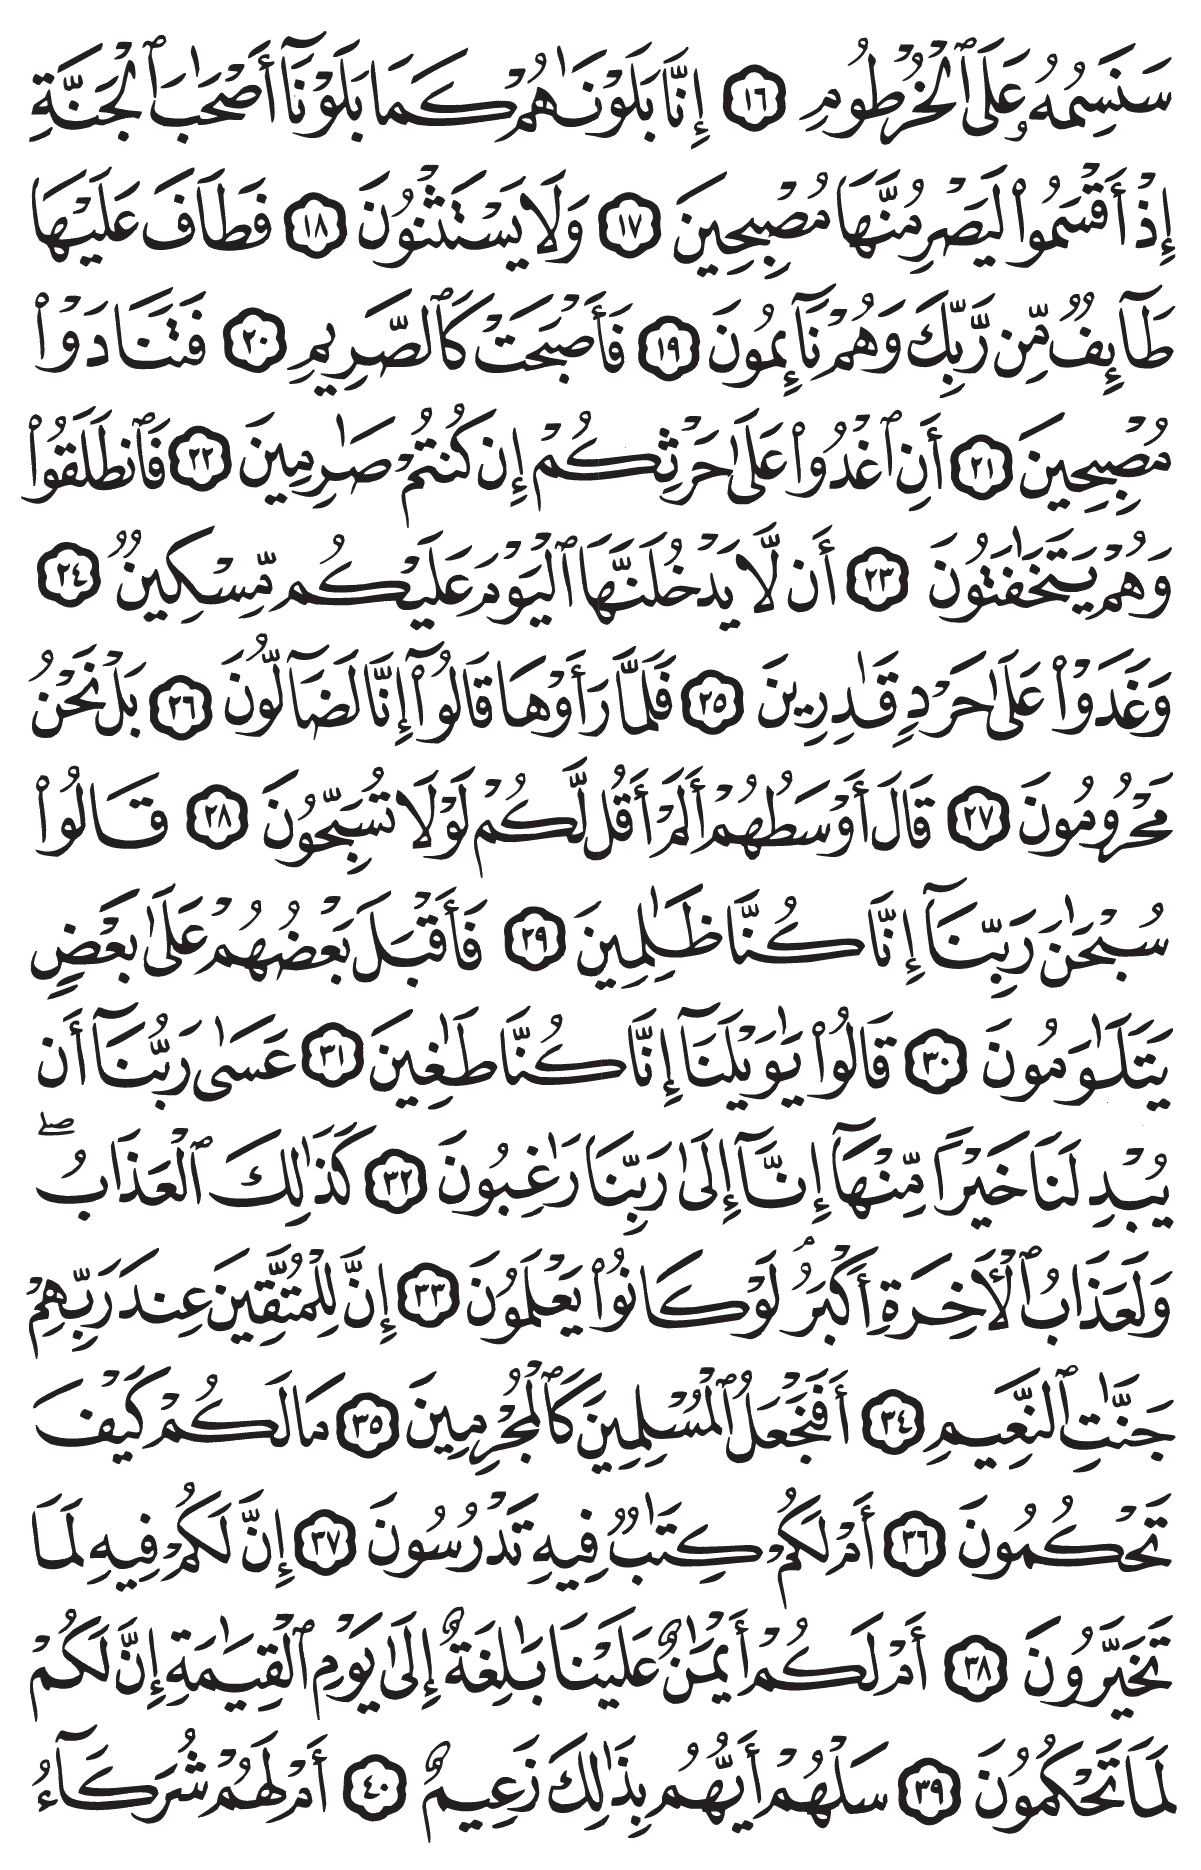 سَنَسِمُهُۥ عَلَى ٱلْخُرْطُومِ ١٦ إِنَّا بَلَوْنَٰهُمْ كَمَا بَلَوْنَآ أَصْحَٰبَ ٱلْجَنَّةِ
إِذْ أَقْسَمُوا۟ لَيَصْرِمُنَّهَا مُصْبِحِينَ ١٧ وَلَا يَسْتَثْنُونَ ١٨ فَطَافَ عَلَيْهَا
طَآئِفٌ مِّن رَّبِّكَ وَهُمْ نَآئِمُونَ ١٩ فَأَصْبَحَتْ كَٱلصَّرِيمِ ٢٠ فَتَنَادَوْا۟
مُصْبِحِينَ ٢١ أَنِ ٱغْدُوا۟ عَلَىٰ حَرْثِكُمْ إِن كُنتُمْ صَٰرِمِينَ ٢٢ فَٱنطَلَقُوا۟
وَهُمْ يَتَخَٰفَتُونَ ٢٣ أَن لَّا يَدْخُلَنَّهَا ٱلْيَوْمَ عَلَيْكُم مِّسْكِينٌ ٢٤
وَغَدَوْا۟ عَلَىٰ حَرْدٍ قَٰدِرِينَ ٢٥ فَلَمَّا رَأَوْهَا قَالُوٓا۟ إِنَّا لَضَآلُّونَ ٢٦ بَلْ نَحْنُ
مَحْرُومُونَ ٢٧ قَالَ أَوْسَطُهُمْ أَلَمْ أَقُل لَّكُمْ لَوْلَا تُسَبِّحُونَ ٢٨ قَالُوا۟
سُبْحَٰنَ رَبِّنَآ إِنَّا كُنَّا ظَٰلِمِينَ ٢٩ فَأَقْبَلَ بَعْضُهُمْ عَلَىٰ بَعْضٍ
يَتَلَٰوَمُونَ ٣٠ قَالُوا۟ يَٰوَيْلَنَآ إِنَّا كُنَّا طَٰغِينَ ٣١ عَسَىٰ رَبُّنَآ أَن
يُبْدِلَنَا خَيْرًا مِّنْهَآ إِنَّآ إِلَىٰ رَبِّنَا رَٰغِبُونَ ٣٢ كَذَٰلِكَ ٱلْعَذَابُ ۖ
وَلَعَذَابُ ٱلْـَٔاخِرَةِ أَكْبَرُ ۚ لَوْ كَانُوا۟ يَعْلَمُونَ ٣٣ إِنَّ لِلْمُتَّقِينَ عِندَ رَبِّهِمْ
جَنَّٰتِ ٱلنَّعِيمِ ٣٤ أَفَنَجْعَلُ ٱلْمُسْلِمِينَ كَٱلْمُجْرِمِينَ ٣٥ مَا لَكُمْ كَيْفَ
تَحْكُمُونَ ٣٦ أَمْ لَكُمْ كِتَٰبٌ فِيهِ تَدْرُسُونَ ٣٧ إِنَّ لَكُمْ فِيهِ لَمَا
تَخَيَّرُونَ ٣٨ أَمْ لَكُمْ أَيْمَٰنٌ عَلَيْنَا بَٰلِغَةٌ إِلَىٰ يَوْمِ ٱلْقِيَٰمَةِ إِنَّ لَكُمْ
لَمَا تَحْكُمُونَ ٣٩ سَلْهُمْ أَيُّهُم بِذَٰلِكَ زَعِيمٌ ٤٠ أَمْ لَهُمْ شُرَكَآءُ